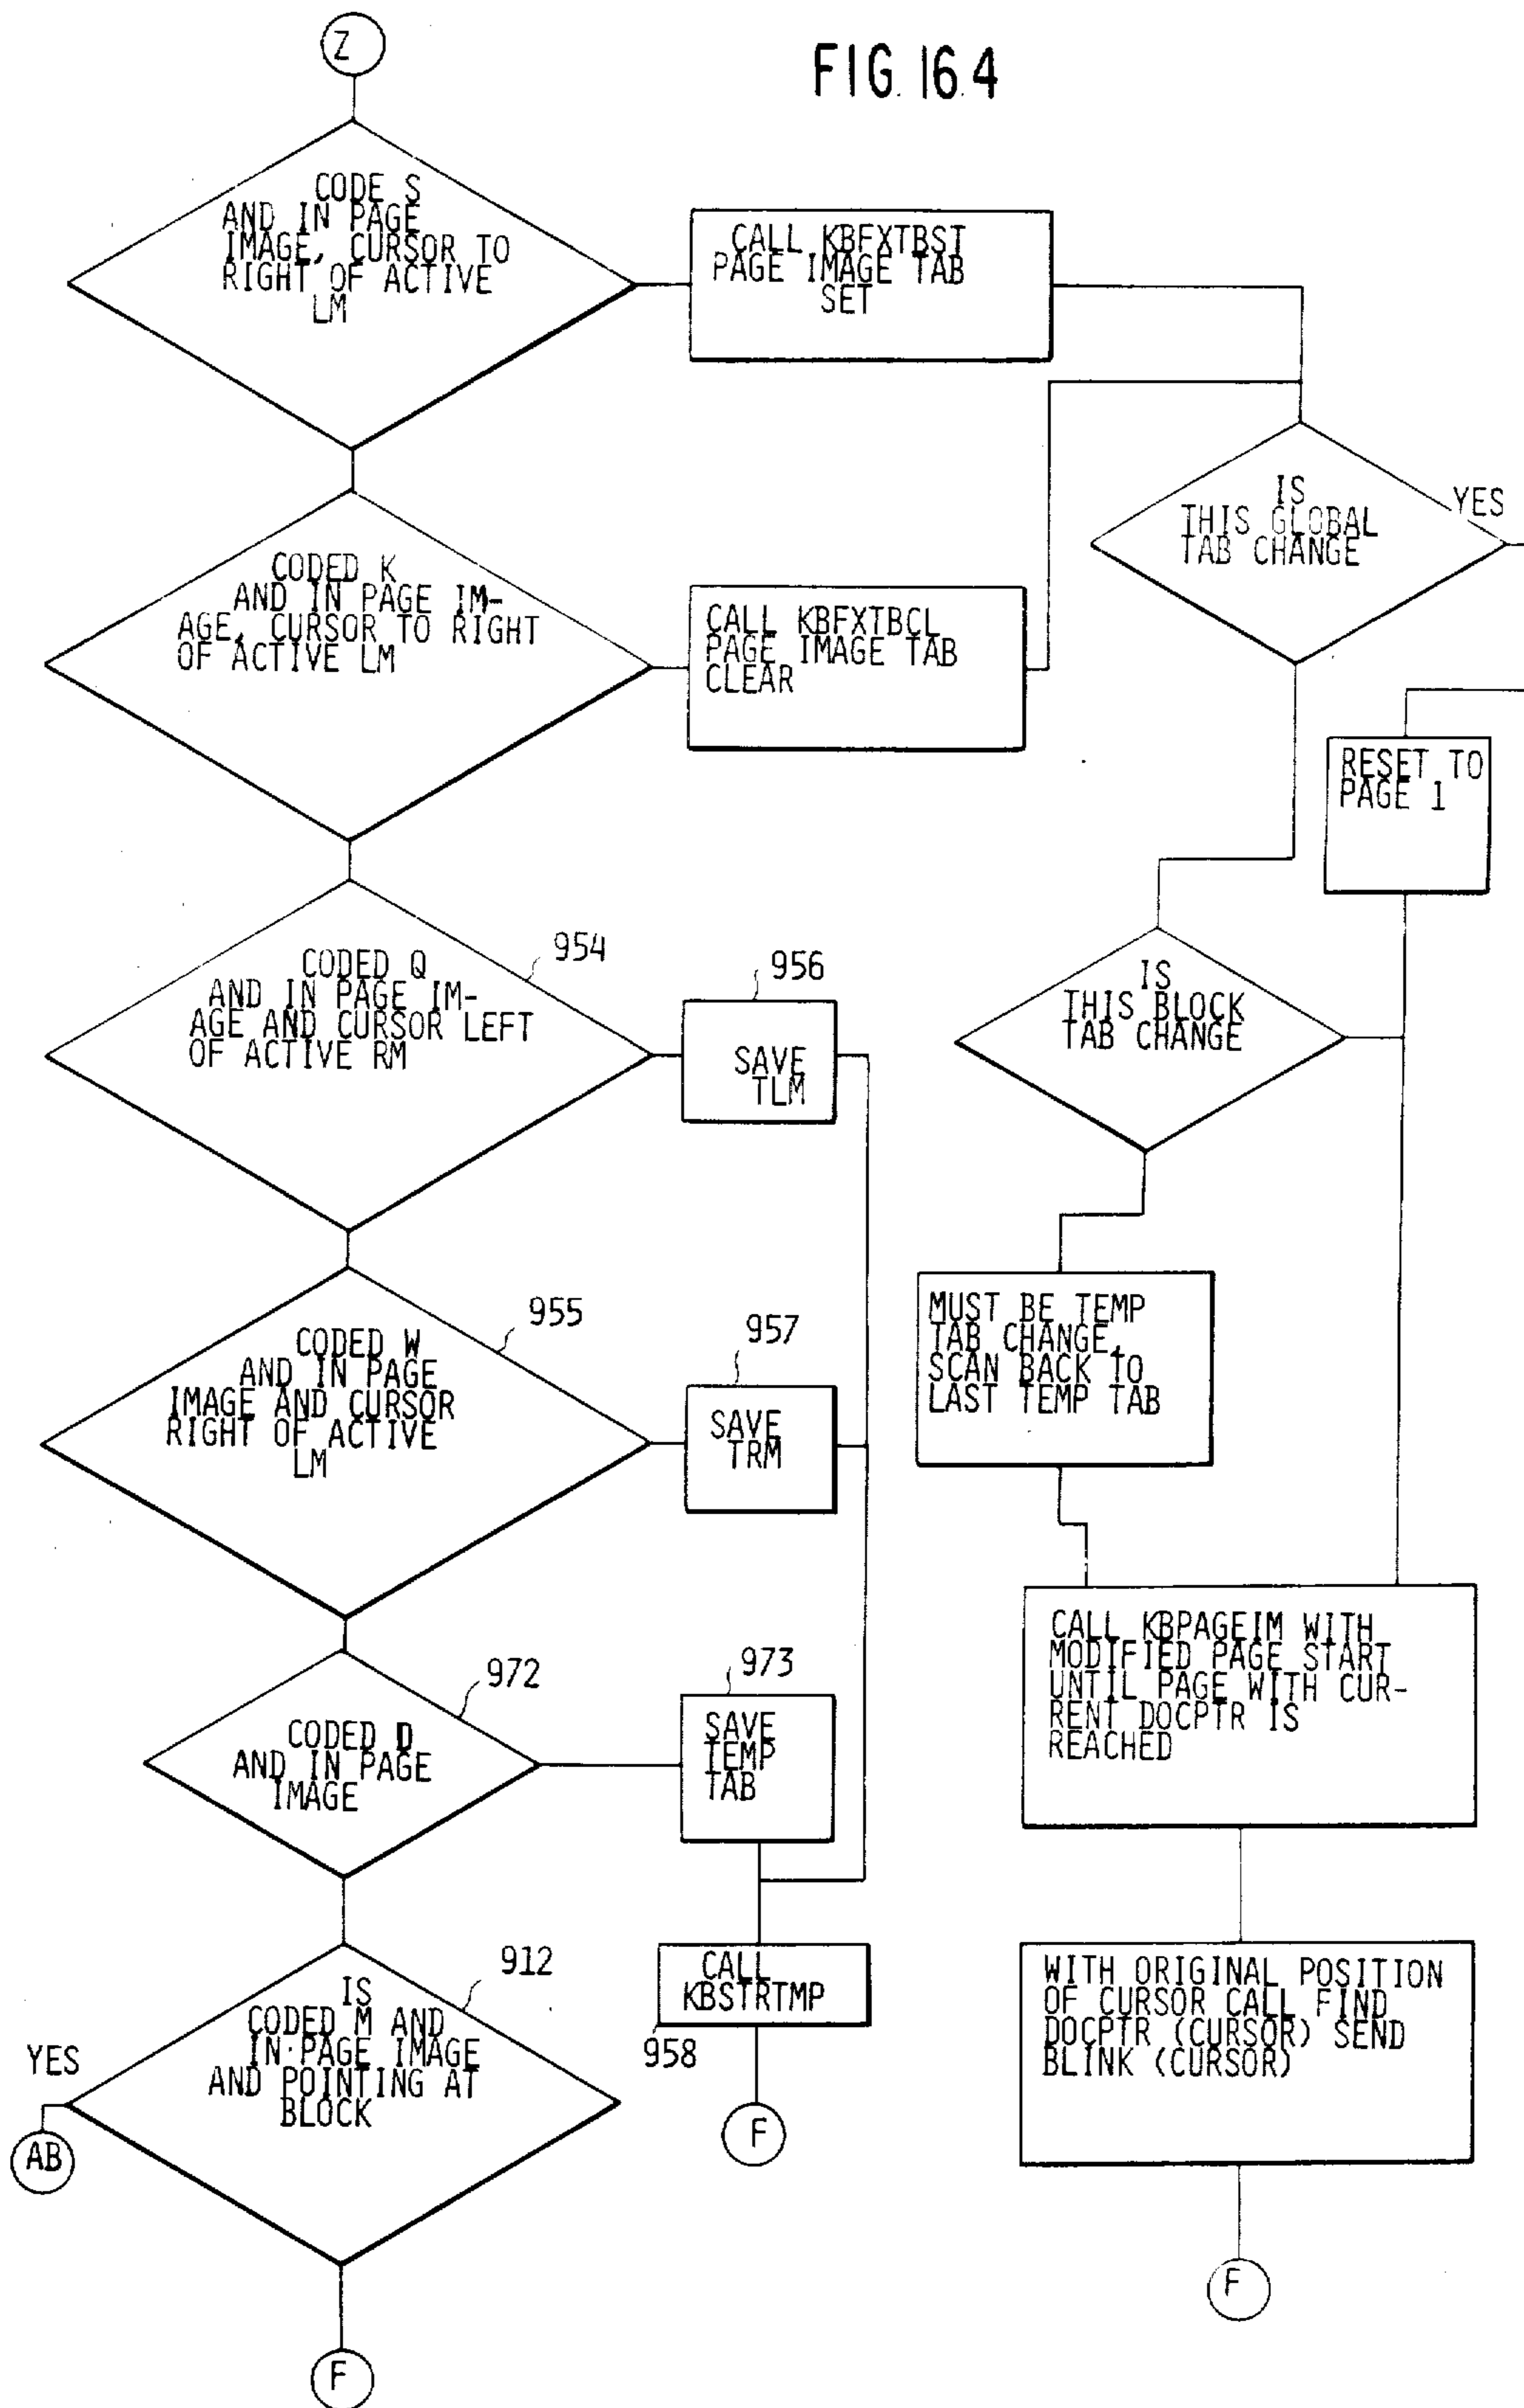 Z
FIG. 16.4
CODE S
AND IN PAGE
IMAGE, CURSOR TO
RIGHT OF ACTIVE
LM
CALL KBFXTBST
PAGE IMAGE TAB
SET
IS
THIS GLOBAL
TAB CHANGE
YES
CODED K
AND IN PAGE IM-
AGE, CURSOR TO RIGHT
OF ACTIVE LM
CALL KBFXTBCL
PAGE IMAGE TAB
CLEAR
RESET TO
PAGE 1
CODED Q
AND IN PAGE IM-
AGE AND CURSOR LEFT
OF ACTIVE RM
954
956
SAVE
TLM
IS
THIS BLOCK
TAB CHANGE
CODED W
AND IN PAGE
IMAGE AND CURSOR
RIGHT OF ACTIVE
LM
955
957
SAVE
TRM
MUST BE TEMP
TAB CHANGE,
SCAN BACK TO
LAST TEMP TAB
CODED D
AND IN PAGE
IMAGE
972
973
SAVE
TEMP
TAB
CALL KBPAGEIM WITH
MODIFIED PAGE START
UNTIL PAGE WITH CUR-
RENT DOCPTR IS
REACHED
IS
CODED M AND
IN PAGE IMAGE
AND POINTING AT
BLOCK
912
YES
AB
CALL
KBSTRTMP
958
F
WITH ORIGINAL POSITION
OF CURSOR CALL FIND
DOCPTR (CURSOR) SEND
BLINK (CURSOR)
F
F